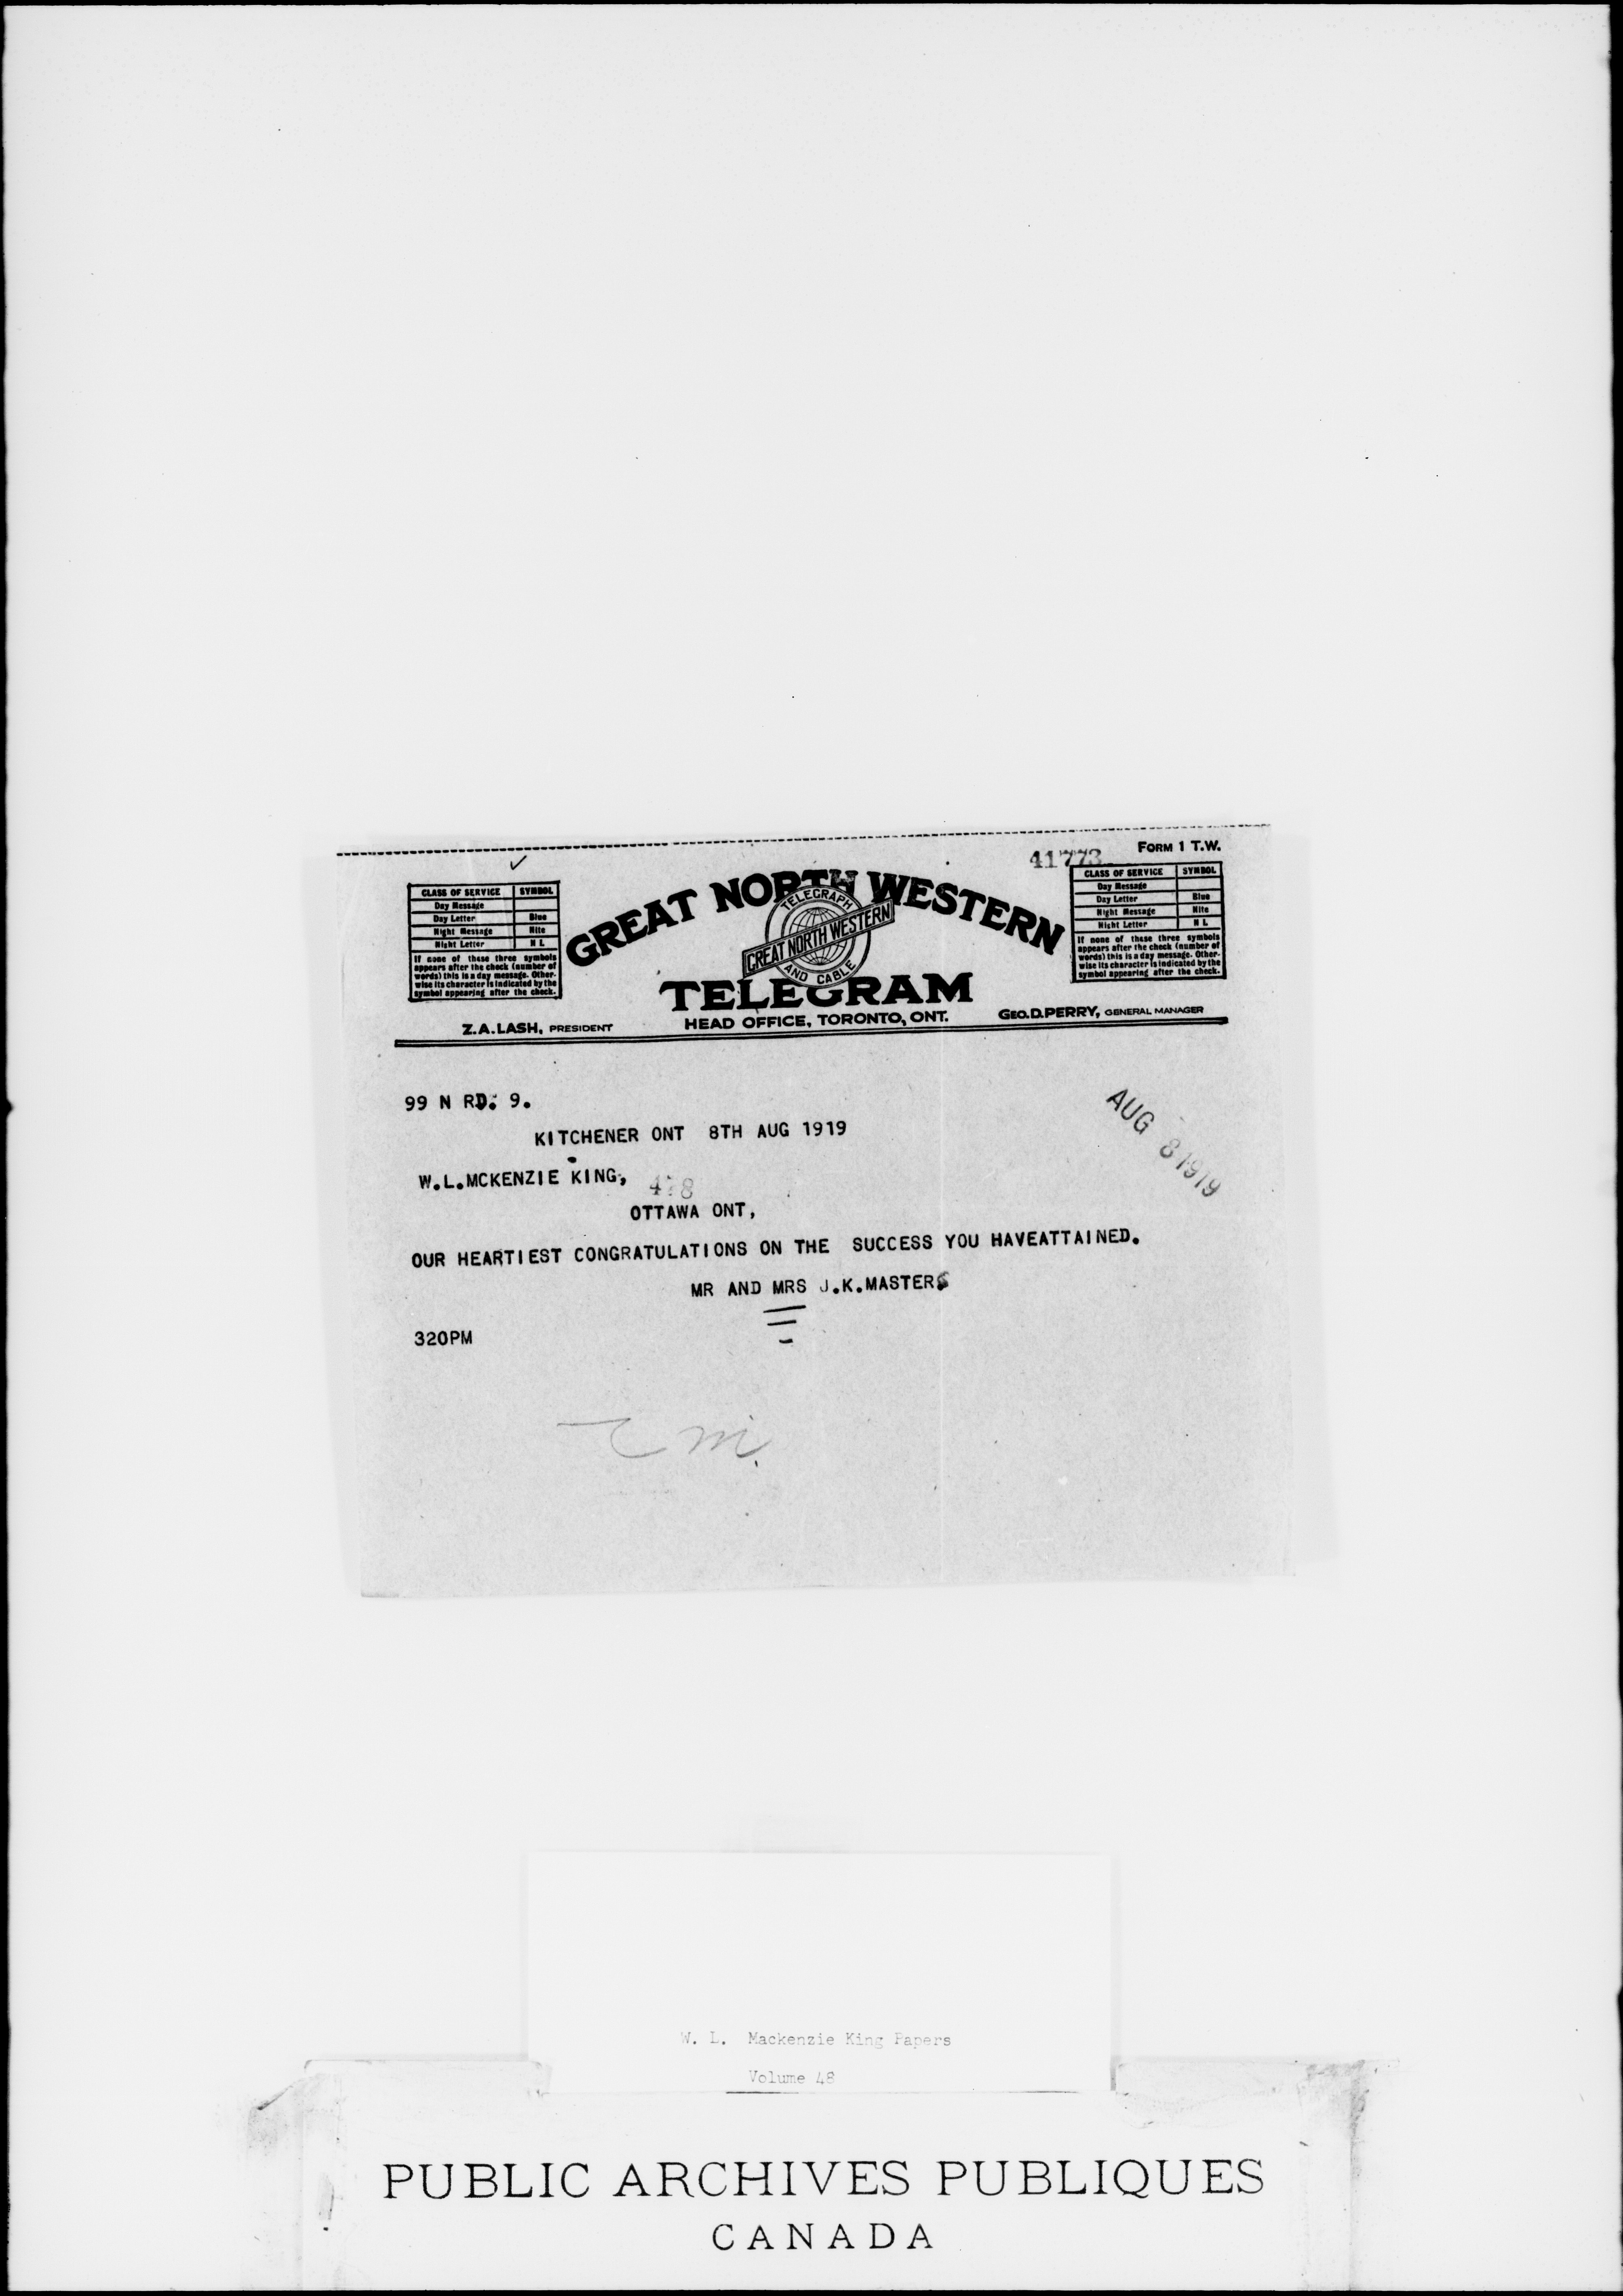 41773
FORM 1 T.W.
CLASS OF SERVICE SYMBOL
Day Message
Day Letter Blue
Night Message Nite
Night Letter N L
If none of these three symbols
appears after the check (number of
words) this is a day message. Other-
wise its character is indicated by the
symbol appearing after the check.
GREAT NORTH WESTERN
TELEGRAPH
GREAT NORTH WESTERN
AND CABLE
TELEGRAM
CLASS OF SERVICE SYMBOL
Day Message
Day Letter Blue
Night Message Nite
Night Letter N L
If none of these three symbols
appears after the check (number of
words) this is a day message. Other-
wise its character is indicated by the
symbol appearing after the check.
Z.A.LASH, PRESIDENT
HEAD OFFICE, TORONTO, ONT.
GEO.D.PERRY, GENERAL MANAGER
99 N RD. 9.
AUG 8 1919
KITCHENER ONT 8TH AUG 1919
W.L.MCKENZIE KING,
OTTAWA ONT,
OUR HEARTIEST CONGRATULATIONS ON THE SUCCESS YOU HAVEATTAINED.
MR AND MRS J.K.MASTERS
320PM
W. L. Mackenzie King Papers
Volume 48
PUBLIC ARCHIVES PUBLIQUES
CANADA